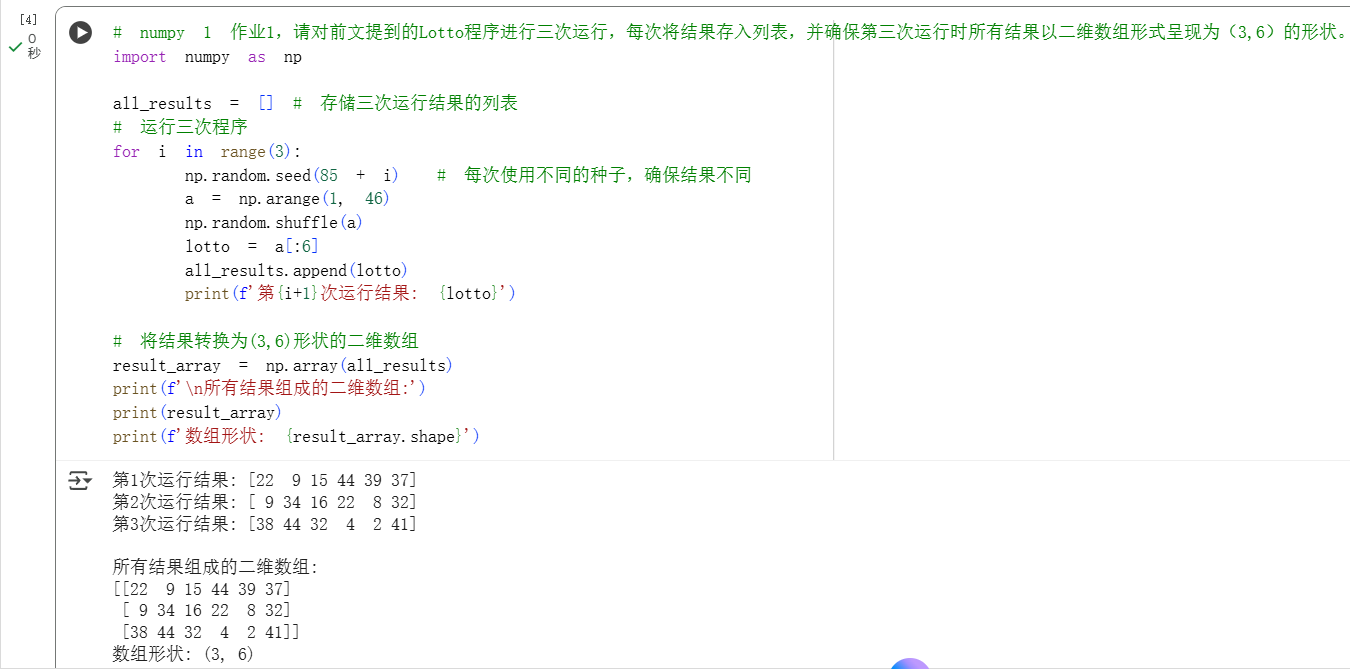 [4]
0
秒
# numpy 1 作业1，请对前文提到的Lotto程序进行三次运行，每次将结果存入列表，并确保第三次运行时所有结果以二维数组形式呈现为（3,6）的形状。
import numpy as np
all_results = [] # 存储三次运行结果的列表
# 运行三次程序
for i in range(3):
np.random.seed(85 + i) # 每次使用不同的种子，确保结果不同
a = np.arange(1, 46)
np.random.shuffle(a)
lotto = a[:6]
all_results.append(lotto)
print(f'第{i+1}次运行结果: {lotto}')
# 将结果转换为(3,6)形状的二维数组
result_array = np.array(all_results)
print(f'\n所有结果组成的二维数组:')
print(result_array)
print(f'数组形状: {result_array.shape}')
第1次运行结果: [22  9 15 44 39 37]
第2次运行结果: [ 9 34 16 22  8 32]
第3次运行结果: [38 44 32  4  2 41]
所有结果组成的二维数组:
[[22  9 15 44 39 37]
 [ 9 34 16 22  8 32]
 [38 44 32  4  2 41]]
数组形状: (3, 6)